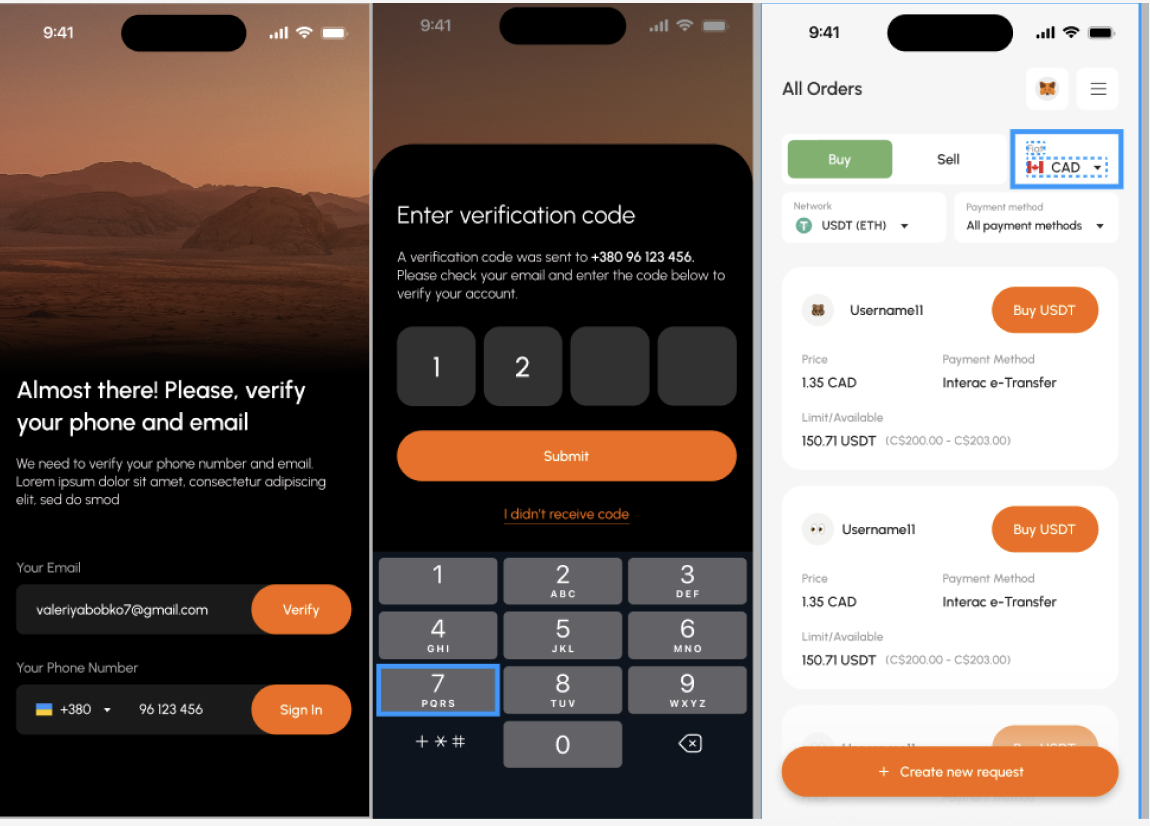 9:41
Almost there! Please, verify
your phone and email
We need to verify your phone number and email.
Lorem ipsum dolor sit amet, consectetur adipiscing
elit, sed do smod
Your Email
valeriyabobko7@gmail.com
Verify
Your Phone Number
+380
96 123 456
Sign In
9:41
Enter verification code
A verification code was sent to +380 96 123 456.
Please check your email and enter the code below to
verify your account.
1 2
Submit
I didn't receive code
1
2
ABC
3
DEF
4
GHI
5
JKL
6
MNO
7
PQRS
8
TUV
9
WXYZ
+ * #
0
9:41
All Orders
Buy
Sell
Fiat
CAD
Network
USDT (ETH)
Payment method
All payment methods
Username11
Buy USDT
Price
1.35 CAD
Payment Method
Interac e-Transfer
Limit/Available
150.71 USDT (C$200.00 - C$203.00)
Username11
Buy USDT
Price
1.35 CAD
Payment Method
Interac e-Transfer
Limit/Available
150.71 USDT (C$200.00 - C$203.00)
+ Create new request